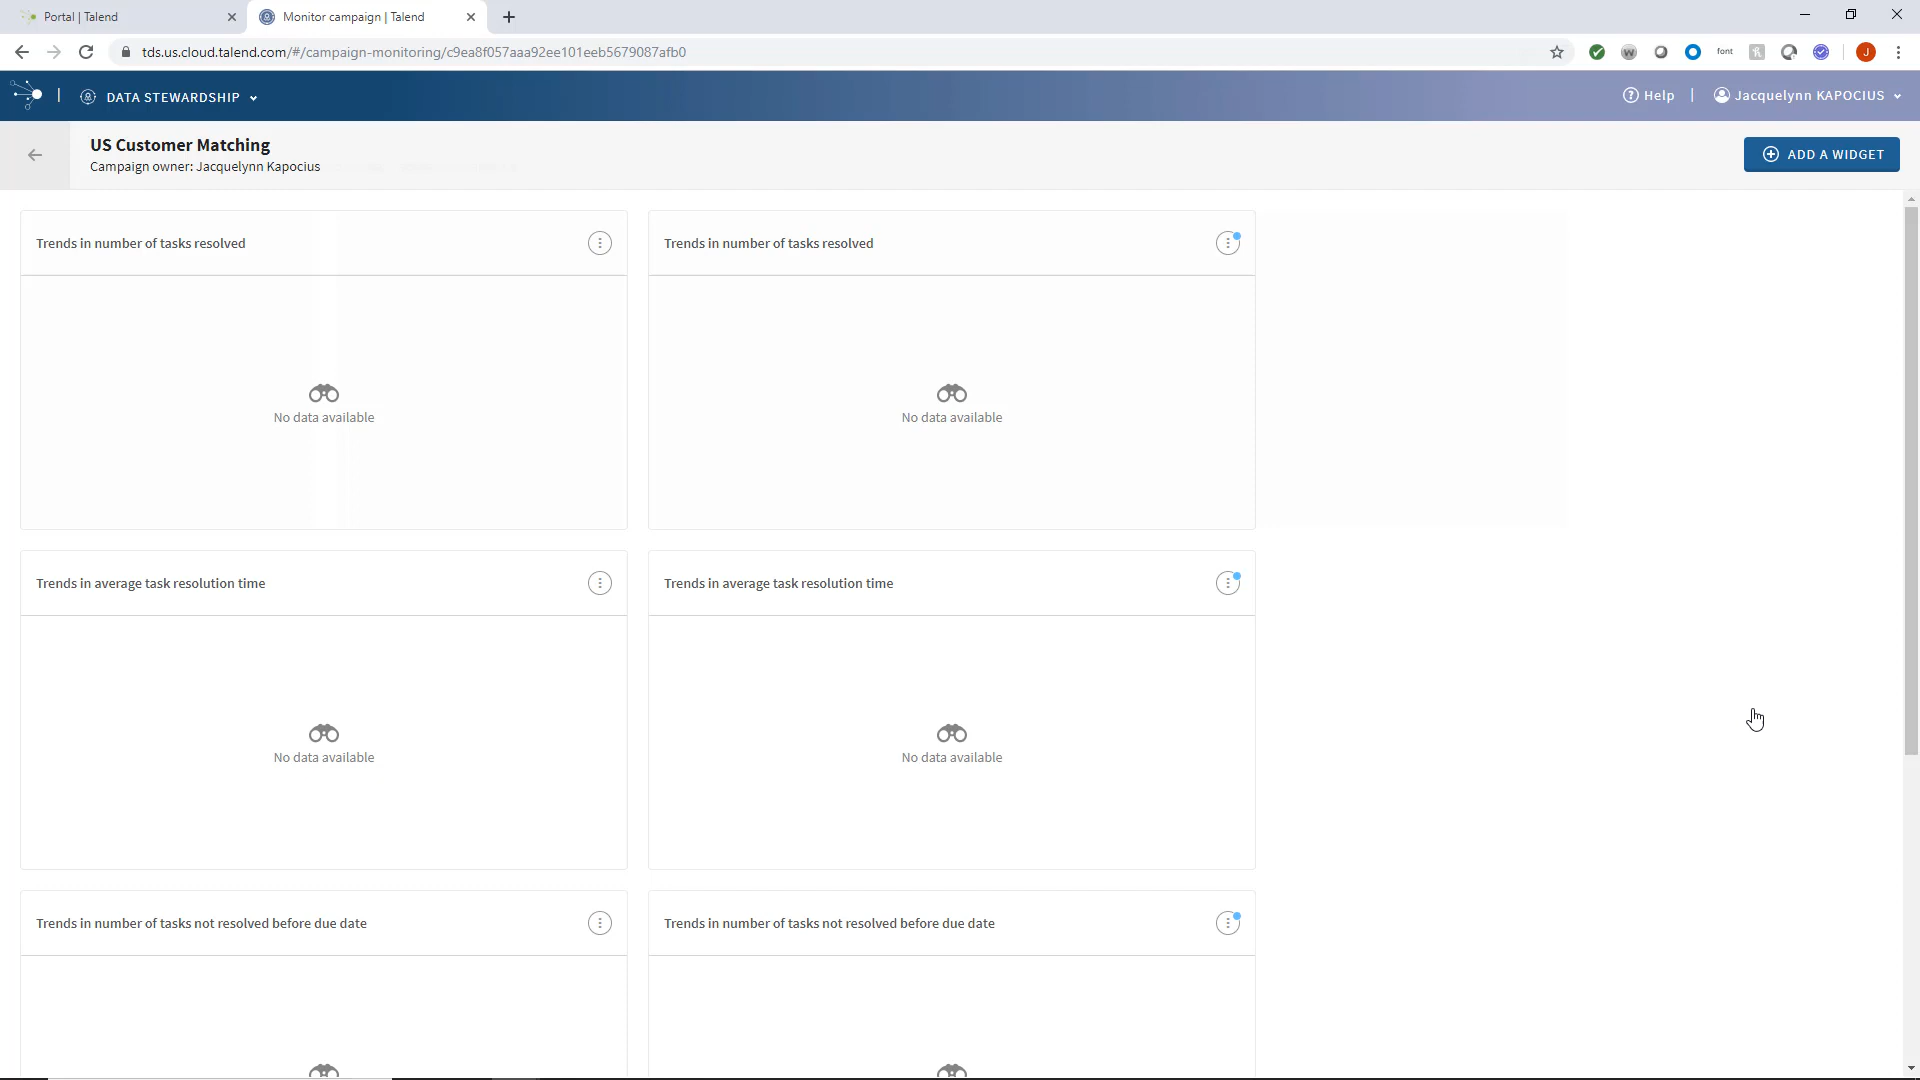 Portal | Talend
Monitor campaign | Talend
tds.us.cloud.talend.com/#/campaign-monitoring/c9ea8f057aaa92ee101eeb5679087afb0
font
J
DATA STEWARDSHIP
Help
Jacquelynn KAPOCIUS
US Customer Matching
Campaign owner: Jacquelynn Kapocius
ADD A WIDGET
Trends in number of tasks resolved
Trends in number of tasks resolved
No data available
No data available
Trends in average task resolution time
Trends in average task resolution time
No data available
No data available
Trends in number of tasks not resolved before due date
Trends in number of tasks not resolved before due date